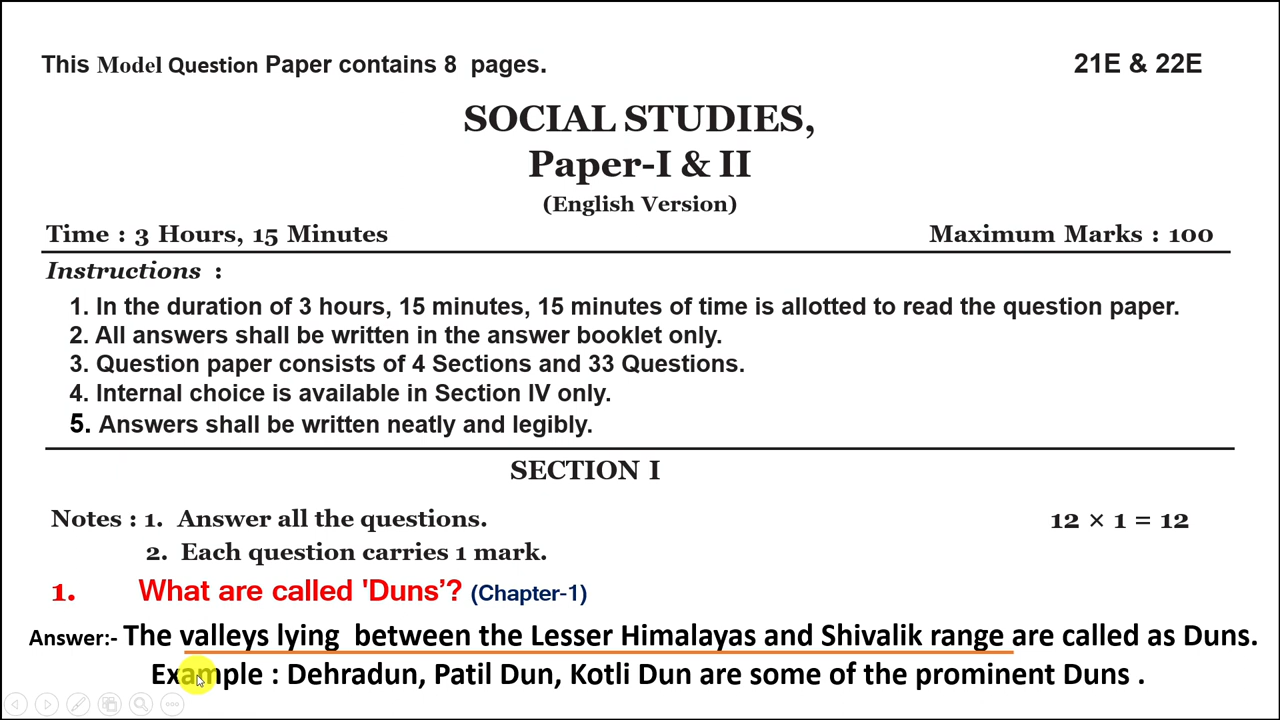 This Model Question Paper contains 8 pages. 21E & 22E
SOCIAL STUDIES,
Paper-I & II
(English Version)
Time : 3 Hours, 15 Minutes Maximum Marks : 100
Instructions :
1. In the duration of 3 hours, 15 minutes, 15 minutes of time is allotted to read the question paper.
2. All answers shall be written in the answer booklet only.
3. Question paper consists of 4 Sections and 33 Questions.
4. Internal choice is available in Section IV only.
5. Answers shall be written neatly and legibly.
SECTION I
Notes : 1. Answer all the questions. 12 × 1 = 12
2. Each question carries 1 mark.
1. What are called 'Duns’? (Chapter-1)
Answer:- The valleys lying between the Lesser Himalayas and Shivalik range are called as Duns.
Example : Dehradun, Patil Dun, Kotli Dun are some of the prominent Duns .